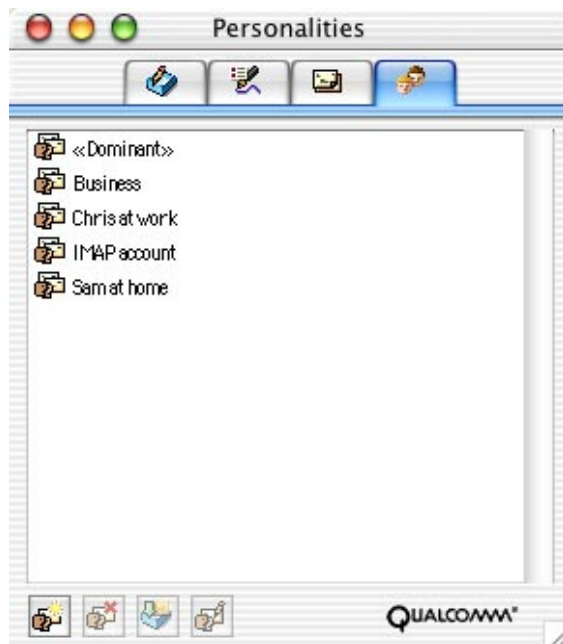 Personalities
«Dominant»
Business
Chris at work
IMAP account
Sam at home
QUALCOMM®